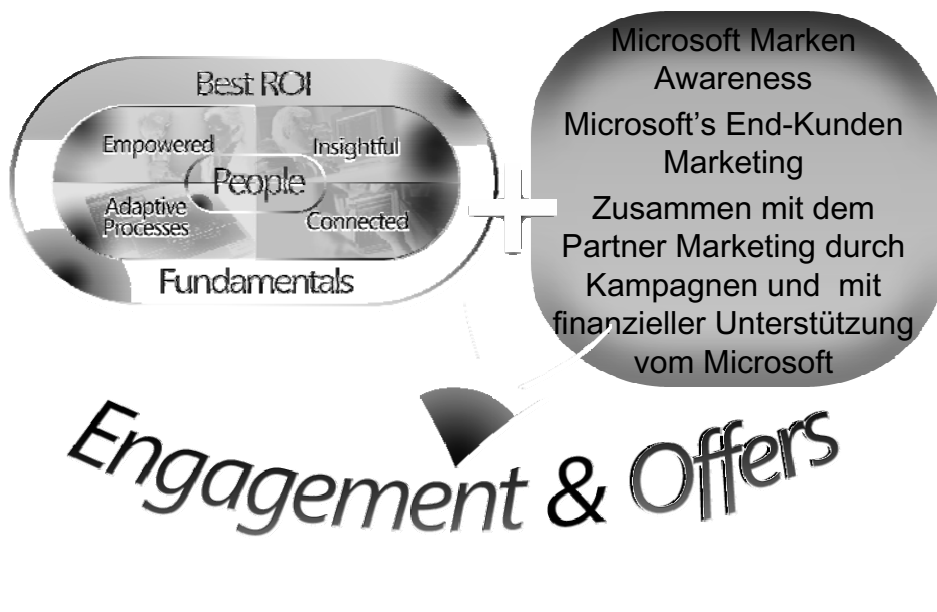 Best ROI
Empowered
Insightful
People
Adaptive
Processes
Connected
Fundamentals
Microsoft Marken
Awareness
Microsoft's End-Kunden
Marketing
Zusammen mit dem
Partner Marketing durch
Kampagnen und mit
finanzieller Unterstützung
vom Microsoft
Engagement & Offers